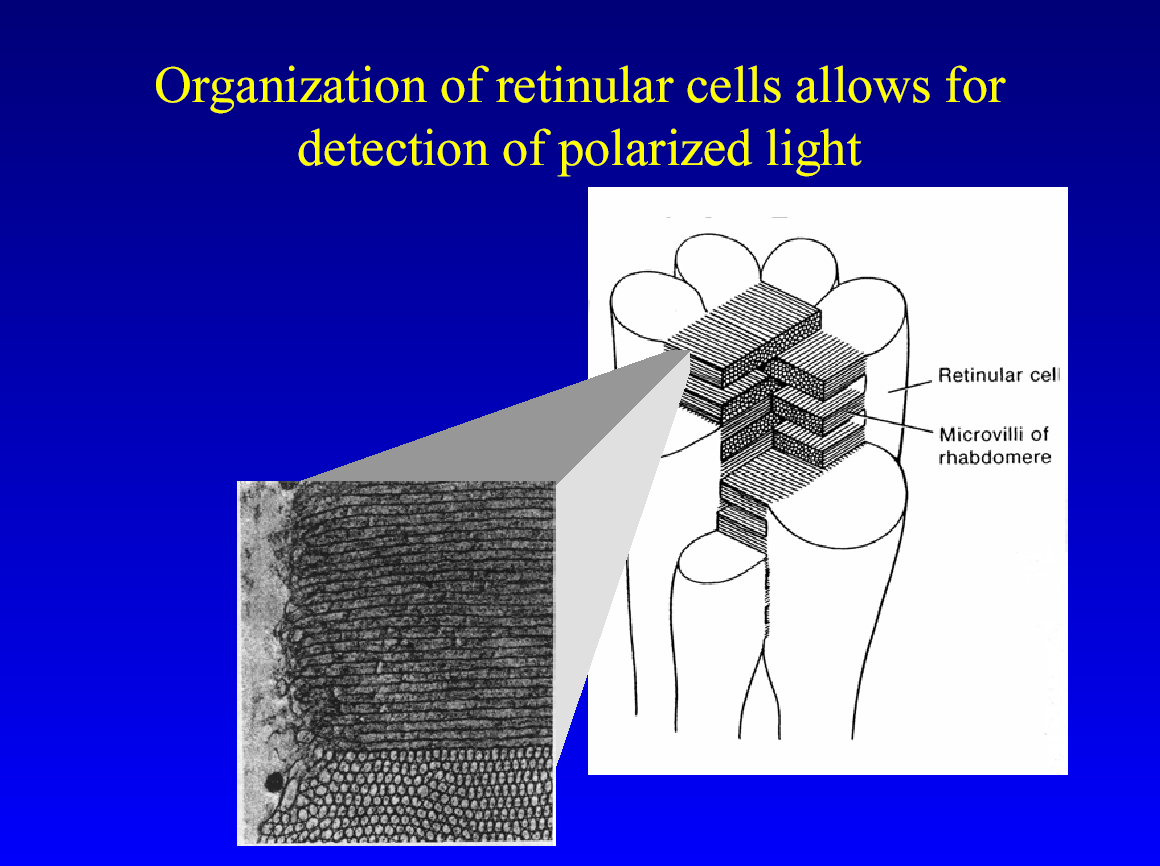 Organization of retinular cells allows for
detection of polarized light
Retinular cell
Microvilli of
rhabdomere